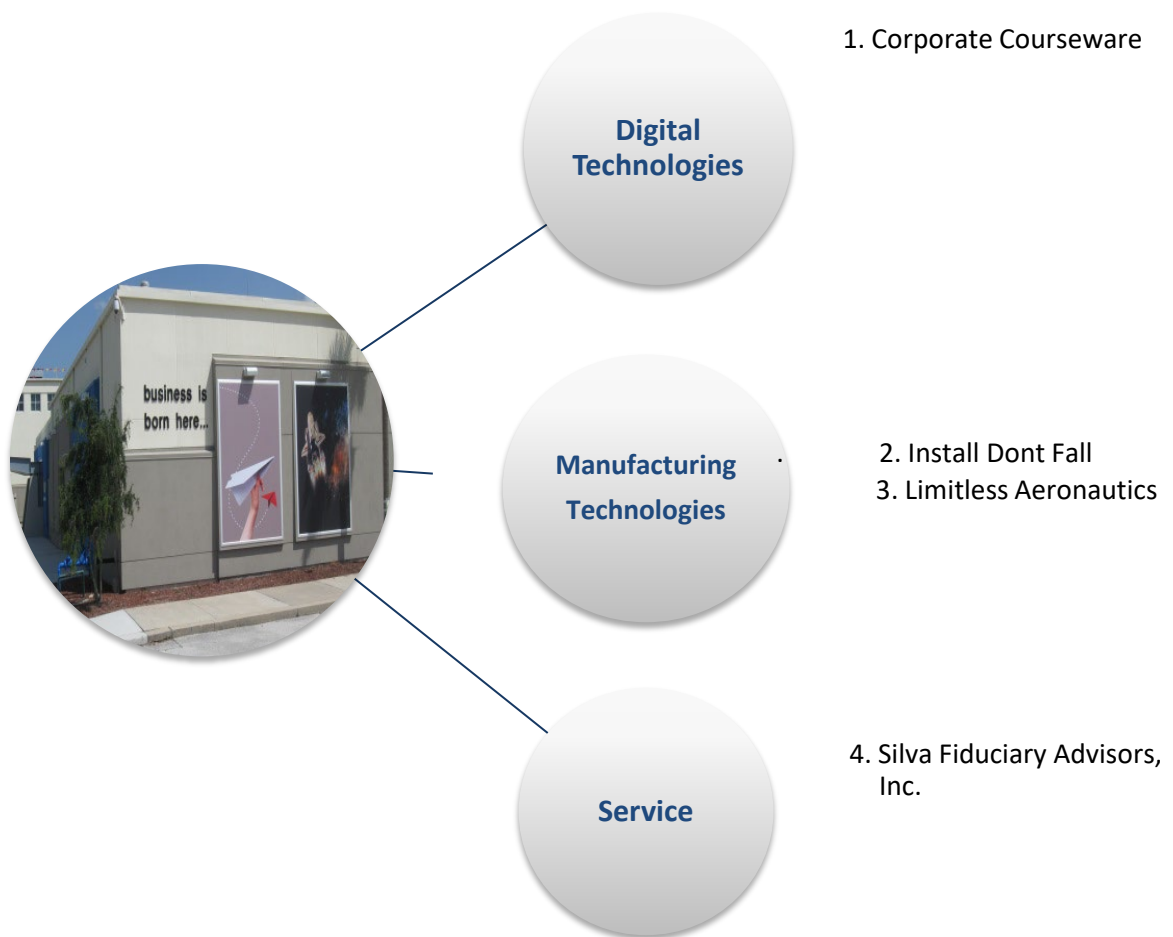 1. Corporate Courseware
Digital
Technologies
business is
born here...
Manufacturing
Technologies
.
2. Install Dont Fall
3. Limitless Aeronautics
Service
4. Silva Fiduciary Advisors,
Inc.